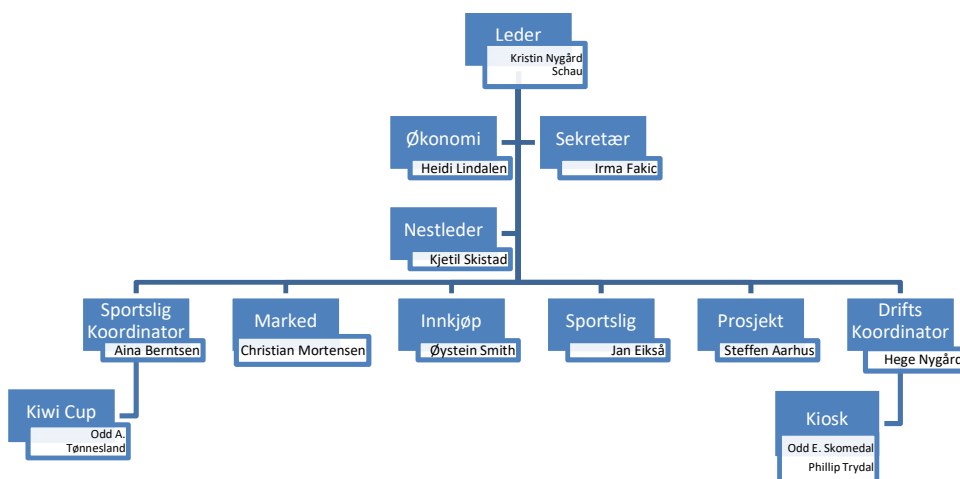 Leder
Kristin Nygård
Schau
Økonomi
Heidi Lindalen
Sekretær
Irma Fakic
Nestleder
Kjetil Skistad
Sportslig
Koordinator
Aina Berntsen
Marked
Christian Mortensen
Innkjøp
Øystein Smith
Sportslig
Jan Eikså
Prosjekt
Steffen Aarhus
Drifts
Koordinator
Hege Nygård
Kiwi Cup
Odd A.
Tønnesland
Kiosk
Odd E. Skomedal
Phillip Trydal